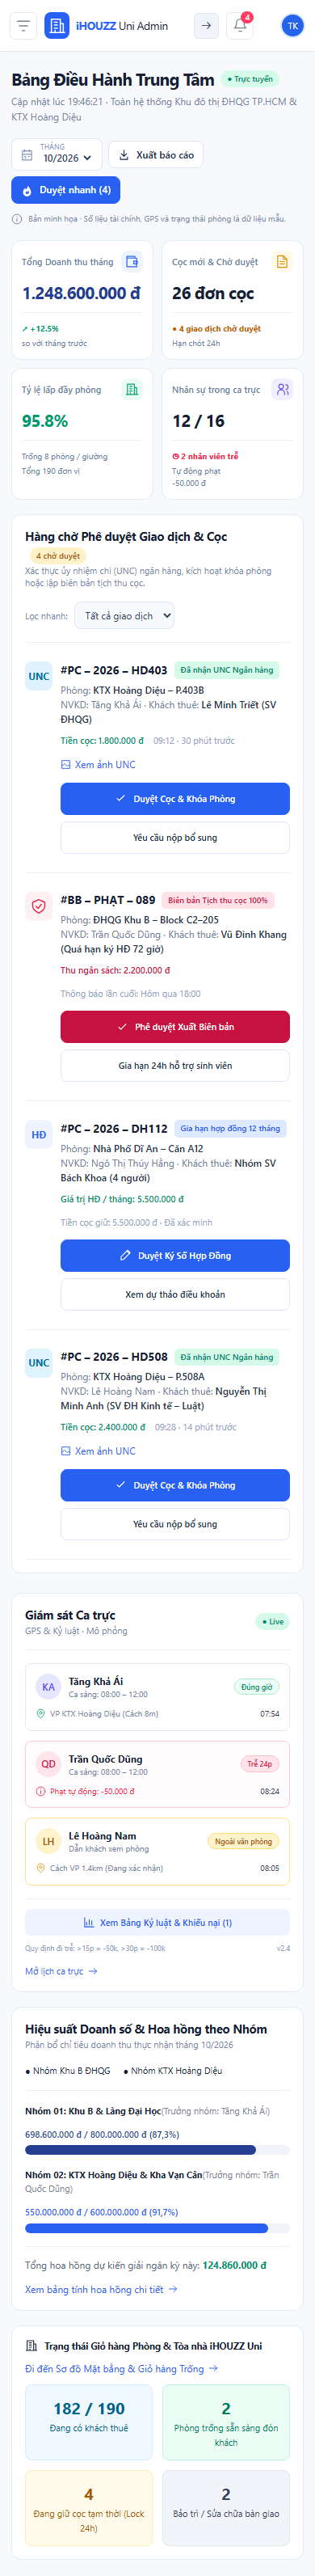 iHOUZZ Uni Admin
4
TK
Bảng Điều Hành Trung Tâm ● Trực tuyến
Cập nhật lúc 19:46:21 · Toàn hệ thống Khu đô thị ĐHQG TP.HCM &
KTX Hoàng Diệu
THÁNG
10/2026
Xuất báo cáo
Duyệt nhanh (4)
Bản minh họa · Số liệu tài chính, GPS và trạng thái phòng là dữ liệu mẫu.
Tổng Doanh thu tháng
1.248.600.000 đ
↗ +12.5%
so với tháng trước
Cọc mới & Chờ duyệt
26 đơn cọc
● 4 giao dịch chờ duyệt
Hạn chót 24h
Tỷ lệ lấp đầy phòng
95.8%
Trống 8 phòng / giường
Tổng 190 đơn vị
Nhân sự trong ca trực
12 / 16
2 nhân viên trễ
Tự động phạt
-50.000 đ
Hàng chờ Phê duyệt Giao dịch & Cọc
4 chờ duyệt
Xác thực ủy nhiệm chi (UNC) ngân hàng, kích hoạt khóa phòng
hoặc lập biên bản tịch thu cọc.
Lọc nhanh: Tất cả giao dịch
UNC
#PC – 2026 – HD403 Đã nhận UNC Ngân hàng
Phòng: KTX Hoàng Diệu – P.403B
NVKD: Tăng Khả Ái · Khách thuê: Lê Minh Triết (SV
ĐHQG)
Tiền cọc: 1.800.000 đ 09:12 · 30 phút trước
Xem ảnh UNC
Duyệt Cọc & Khóa Phòng
Yêu cầu nộp bổ sung
#BB – PHẠT – 089 Biên bản Tịch thu cọc 100%
Phòng: ĐHQG Khu B – Block C2–205
NVKD: Trần Quốc Dũng · Khách thuê: Vũ Đình Khang
(Quá hạn ký HĐ 72 giờ)
Thu ngân sách: 2.200.000 đ
Thông báo lần cuối: Hôm qua 18:00
Phê duyệt Xuất Biên bản
Gia hạn 24h hỗ trợ sinh viên
HĐ
#PC – 2026 – DH112 Gia hạn hợp đồng 12 tháng
Phòng: Nhà Phố Dĩ An – Căn A12
NVKD: Ngô Thị Thúy Hằng · Khách thuê: Nhóm SV
Bách Khoa (4 người)
Giá trị HĐ / tháng: 5.500.000 đ
Tiền cọc giữ: 5.500.000 đ · Đã xác minh
Duyệt Ký Số Hợp Đồng
Xem dự thảo điều khoản
UNC
#PC – 2026 – HD508 Đã nhận UNC Ngân hàng
Phòng: KTX Hoàng Diệu – P.508A
NVKD: Lê Hoàng Nam · Khách thuê: Nguyễn Thị
Minh Anh (SV ĐH Kinh tế – Luật)
Tiền cọc: 2.400.000 đ 09:28 · 14 phút trước
Xem ảnh UNC
Duyệt Cọc & Khóa Phòng
Yêu cầu nộp bổ sung
Giám sát Ca trực
GPS & Kỷ luật · Mô phỏng
● Live
KA
Tăng Khả Ái
Ca sáng: 08:00 – 12:00
Đúng giờ
VP KTX Hoàng Diệu (Cách 8m) 07:54
QD
Trần Quốc Dũng
Ca sáng: 08:00 – 12:00
Trễ 24p
Phạt tự động: -50.000 đ 08:24
LH
Lê Hoàng Nam
Dẫn khách xem phòng
Ngoài văn phòng
Cách VP 1.4km (Đang xác nhận) 08:05
Xem Bảng Kỷ luật & Khiếu nại (1)
Quy định đi trễ: >15p = -50k, >30p = -100k. v2.4
Mở lịch ca trực →
Hiệu suất Doanh số & Hoa hồng theo Nhóm
Phân bổ chỉ tiêu doanh thu thực nhận tháng 10/2026
● Nhóm Khu B ĐHQG ● Nhóm KTX Hoàng Diệu
Nhóm 01: Khu B & Làng Đại Học(Trưởng nhóm: Tăng Khả Ái)
698.600.000 đ / 800.000.000 đ (87,3%)
Nhóm 02: KTX Hoàng Diệu & Kha Vạn Cân(Trưởng nhóm: Trần
Quốc Dũng)
550.000.000 đ / 600.000.000 đ (91,7%)
Tổng hoa hồng dự kiến giải ngân kỳ này: 124.860.000 đ
Xem bảng tính hoa hồng chi tiết →
Trạng thái Giỏ hàng Phòng & Tòa nhà iHOUZZ Uni
Đi đến Sơ đồ Mặt bằng & Giỏ hàng Trống →
182 / 190
Đang có khách thuê
2
Phòng trống sẵn sàng đón
khách
4
Đang giữ cọc tạm thời (Lock
24h)
2
Bảo trì / Sửa chữa bàn giao